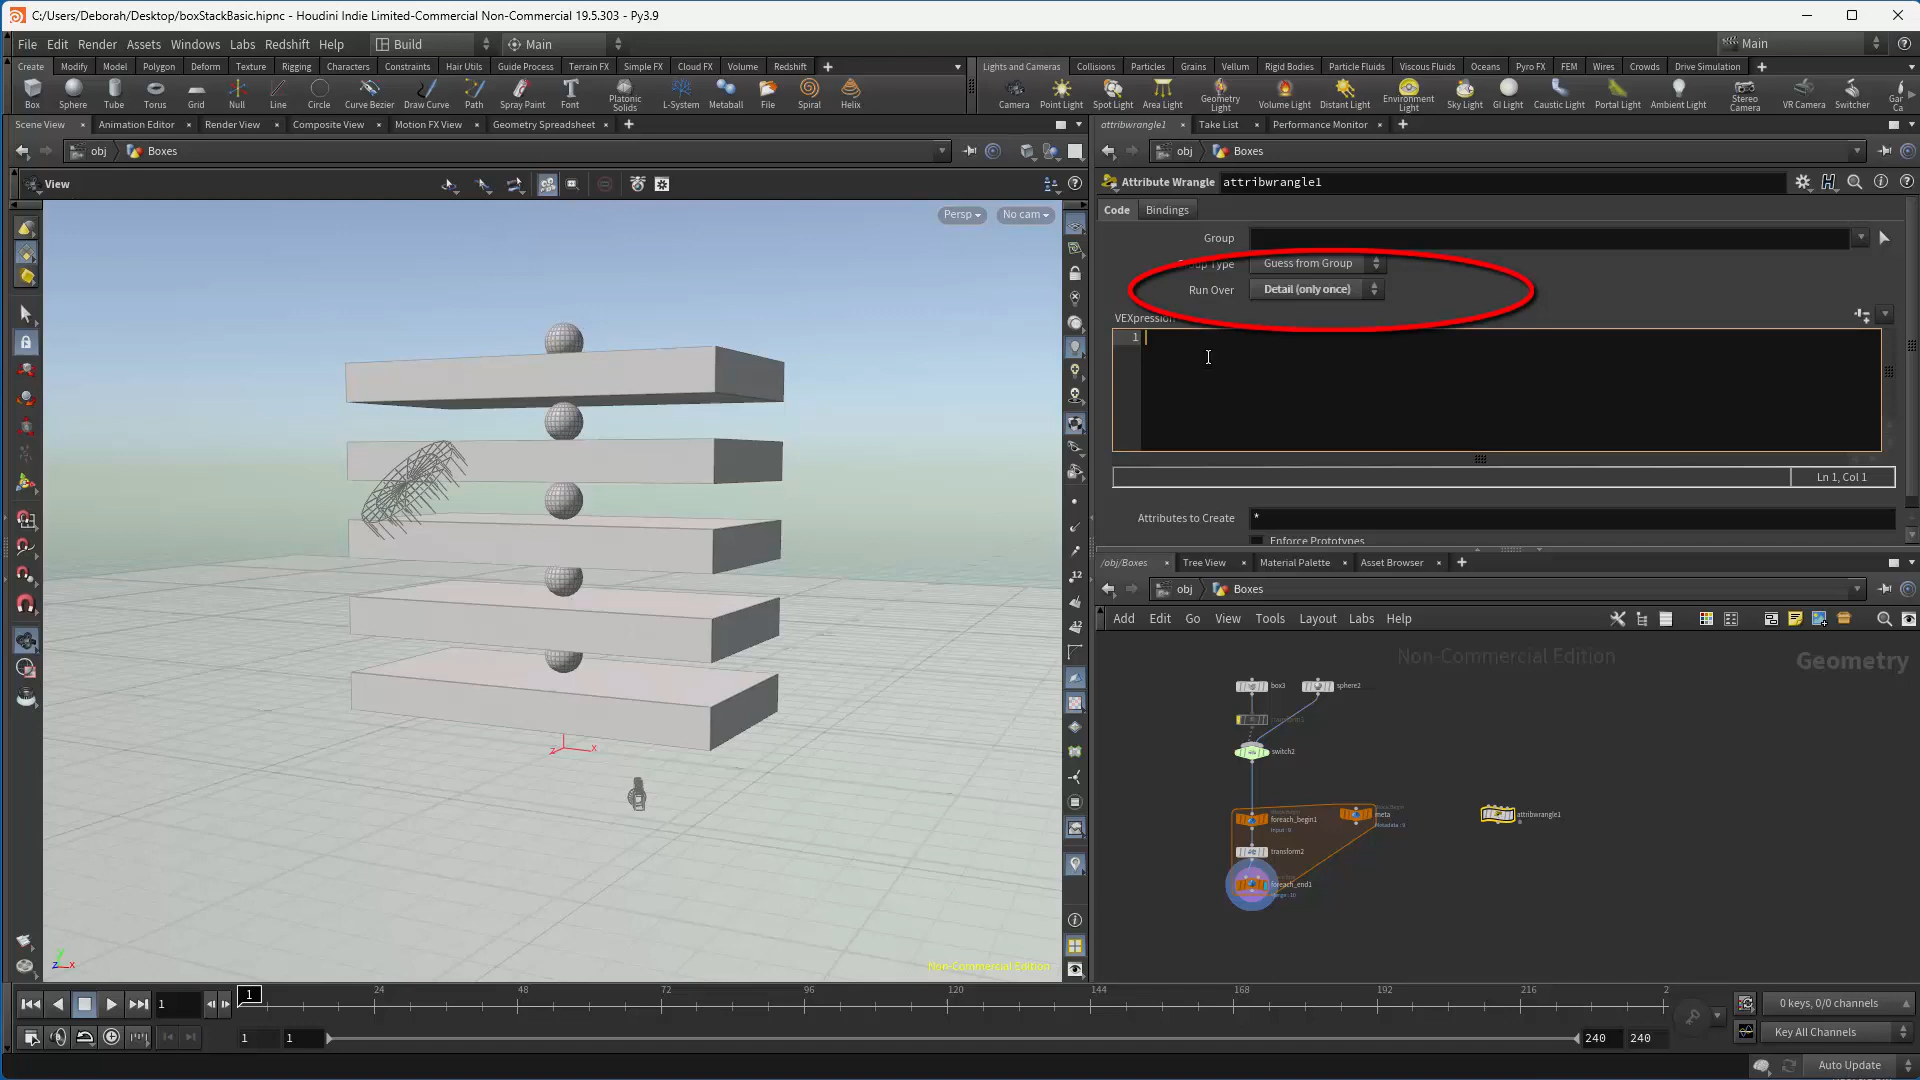 C:/Users/Deborah/Desktop/boxStackBasic.hipnc - Houdini Indie Limited-Commercial Non-Commercial 19.5.303 - Py3.9
File Edit Render Assets Windows Labs Redshift Help Build Main Main
Create Modify Model Polygon Deform Texture Rigging Characters Constraints Hair Utils Guide Process Terrain FX Simple FX Cloud FX Volume Redshift
Lights and Cameras Collisions Particles Grains Vellum Rigid Bodies Particle Fluids Viscous Fluids Oceans Pyro FX FEM Wires Crowds Drive Simulation
Box Sphere Tube Torus Grid Null Line Circle Curve Bezier Draw Curve Path Spray Paint Font Platonic Solids L-System Metaball File Spiral Helix
Camera Point Light Spot Light Area Light Geometry Light Volume Light Distant Light Environment Light Sky Light GI Light Caustic Light Portal Light Ambient Light Stereo Camera VR Camera Switcher Gar Ca
Scene View Animation Editor Render View Composite View Motion FX View Geometry Spreadsheet
attribwrangle1 Take List Performance Monitor
obj Boxes
obj Boxes
View
Persp No cam
Attribute Wrangle attribwrangle1
Code Bindings
Group
Group Type Guess from Group
Run Over Detail (only once)
VEXpression
1
Ln 1, Col 1
Attributes to Create *
Enforce Prototypes
/obj/Boxes Tree View Material Palette Asset Browser
obj Boxes
Add Edit Go View Tools Layout Labs Help
Non-Commercial Edition
Geometry
box3 sphere2
switch2
foreach_begin1
Input : 0
meta
Metadata : 0
attribwrangle1
transform2
foreach_end1
Merge : 10
z x
y
z x
12
12
Non-Commercial Edition
1 1 24 48 72 96 120 144 168 192 216 2
0 keys, 0/0 channels
1 1 240 240
Key All Channels
Auto Update